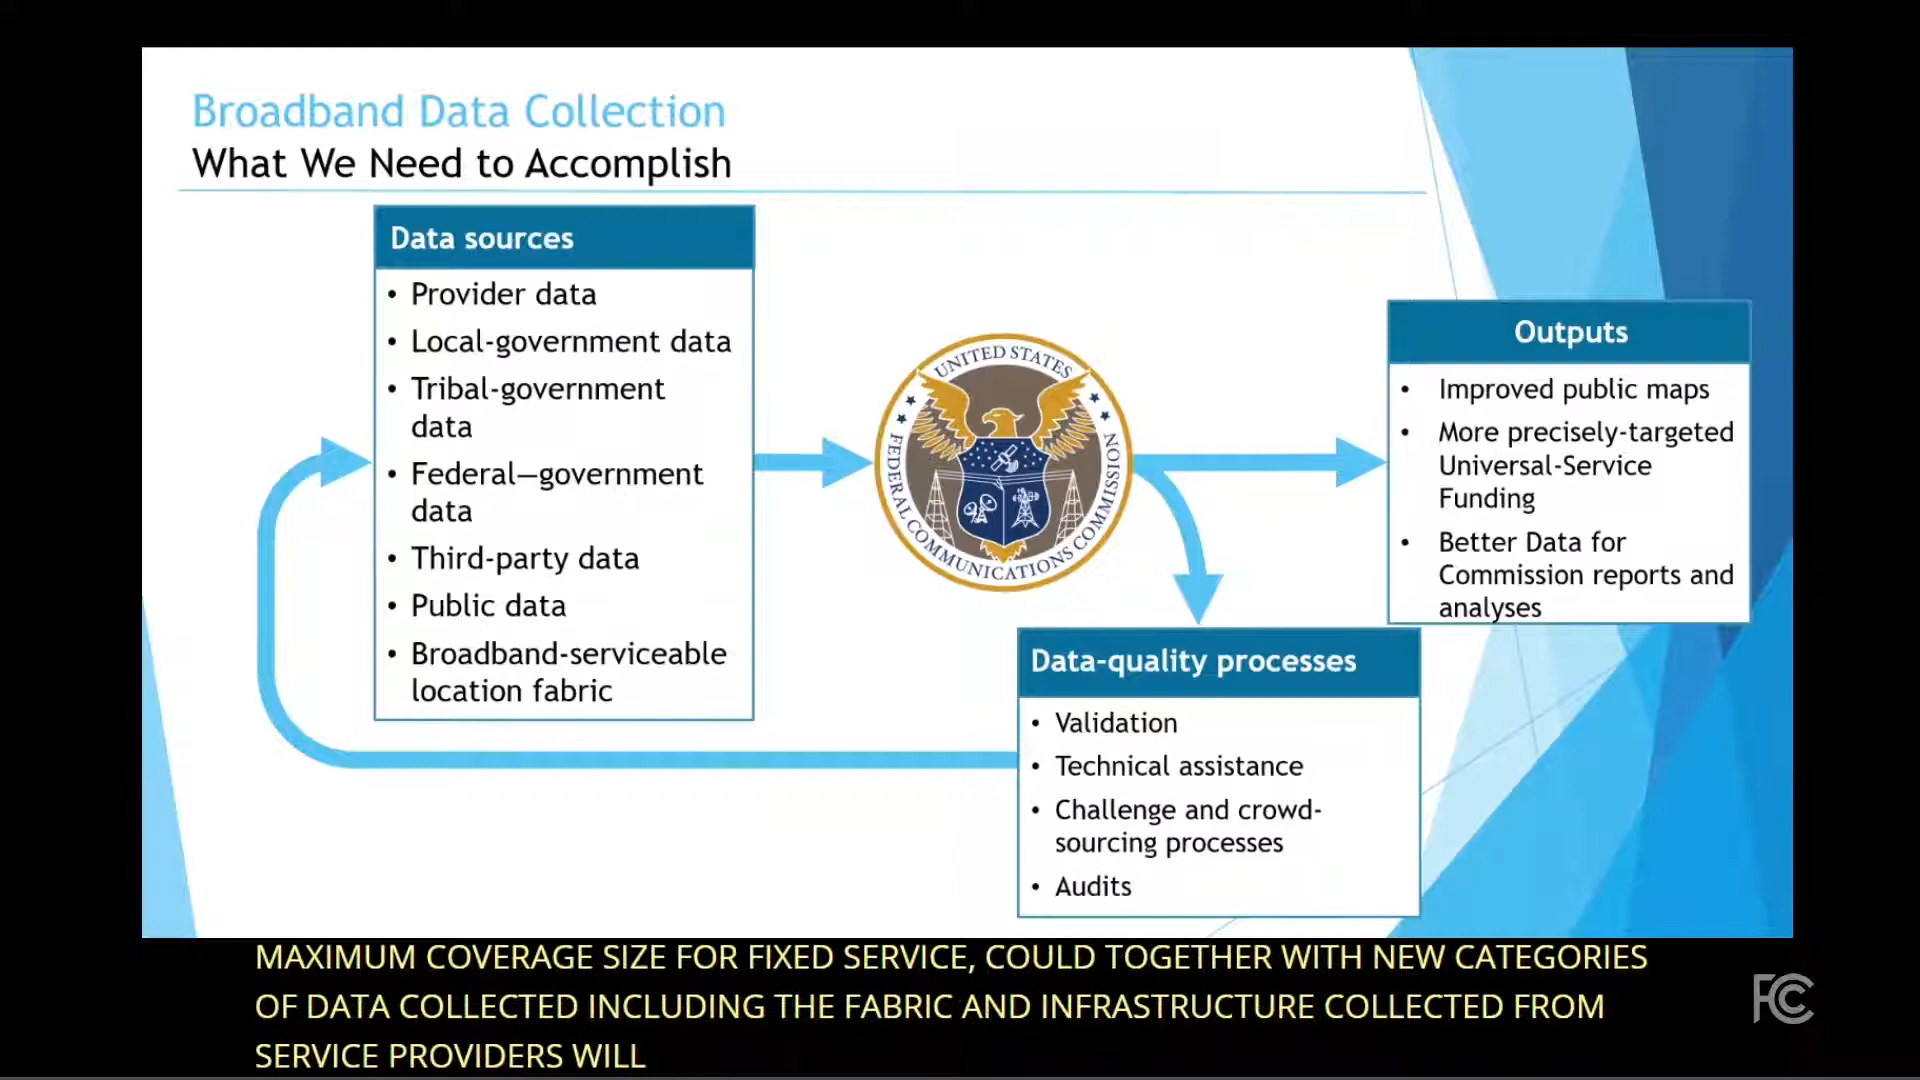 Broadband Data Collection
What We Need to Accomplish
Data sources
• Provider data
• Local-government data
• Tribal-government
data
• Federal—government
data
• Third-party data
• Public data
• Broadband-serviceable
location fabric
UNITED STATES
FEDERAL COMMUNICATIONS COMMISSION
Outputs
• Improved public maps
• More precisely-targeted
Universal-Service
Funding
• Better Data for
Commission reports and
analyses
Data-quality processes
• Validation
• Technical assistance
• Challenge and crowd-
sourcing processes
• Audits
MAXIMUM COVERAGE SIZE FOR FIXED SERVICE, COULD TOGETHER WITH NEW CATEGORIES
OF DATA COLLECTED INCLUDING THE FABRIC AND INFRASTRUCTURE COLLECTED FROM
SERVICE PROVIDERS WILL
FCC